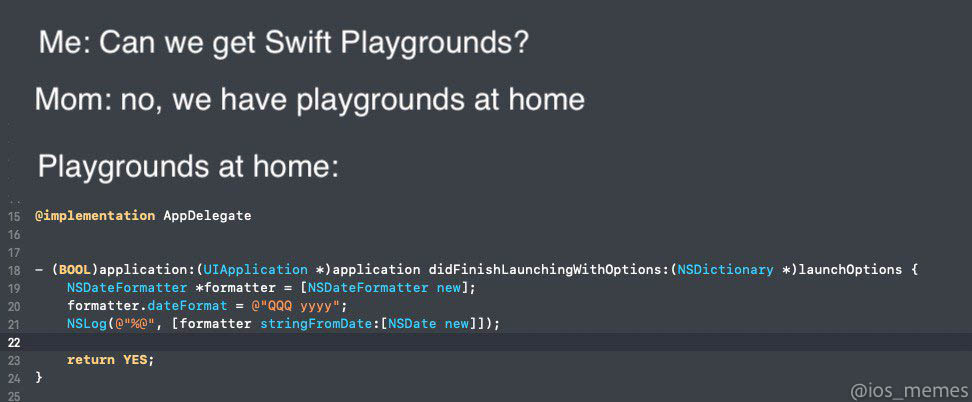 Me: Can we get Swift Playgrounds?
Mom: no, we have playgrounds at home
Playgrounds at home:
15 @implementation AppDelegate
16
17
18 - (BOOL)application:(UIApplication *)application didFinishLaunchingWithOptions:(NSDictionary *)launchOptions {
19     NSDateFormatter *formatter = [NSDateFormatter new];
20     formatter.dateFormat = @"QQQ yyyy";
21     NSLog(@"%@", [formatter stringFromDate:[NSDate new]]);
22
23     return YES;
24 }
25
@ios_memes